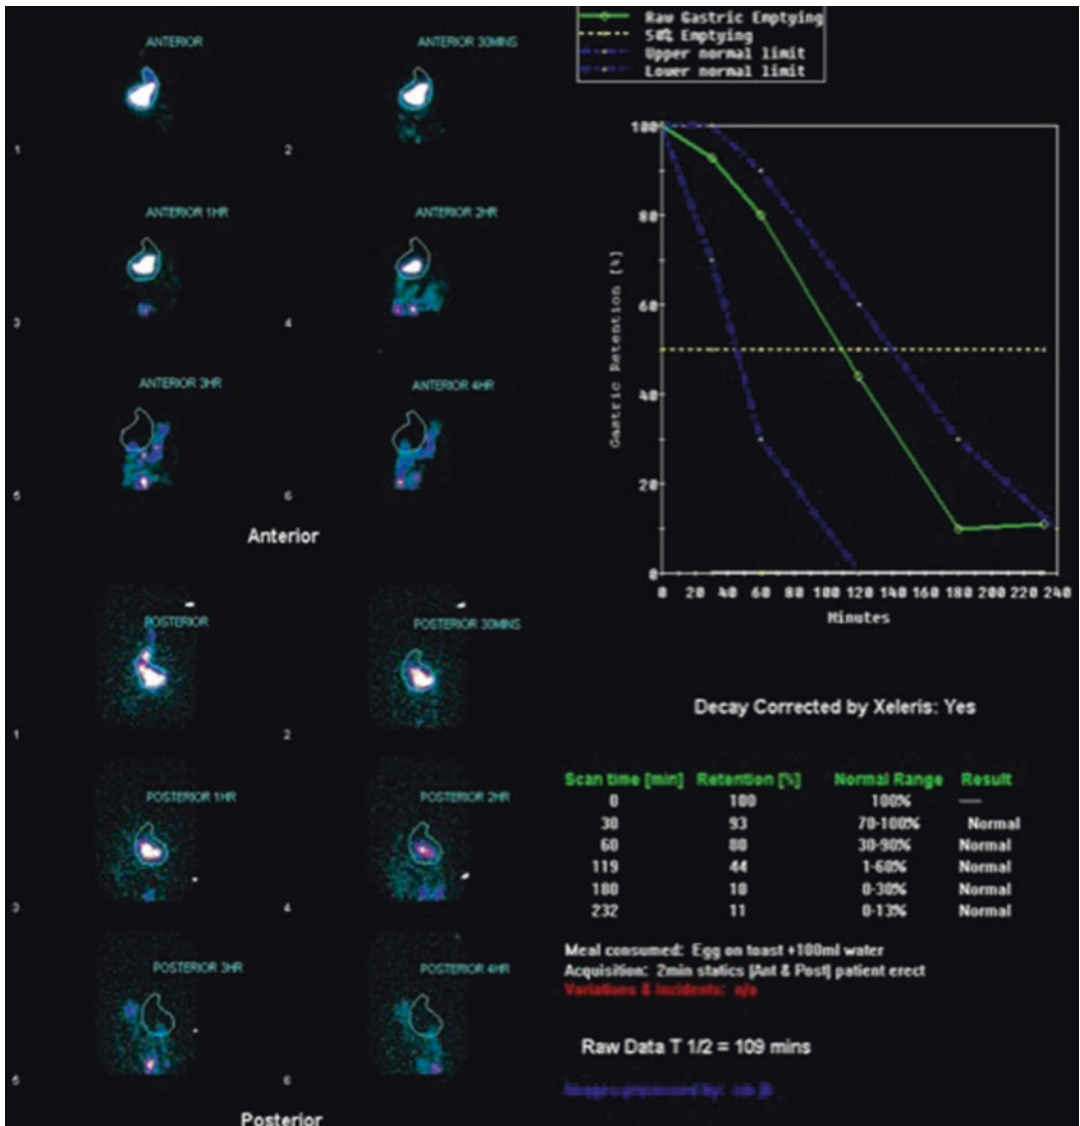 ANTERIOR
ANTERIOR 30MINS
1
2
ANTERIOR 1HR
ANTERIOR 2HR
3
4
ANTERIOR 3HR
ANTERIOR 4HR
5
6
Anterior
POSTERIOR
POSTERIOR 30MINS
1
2
POSTERIOR 1HR
POSTERIOR 2HR
3
4
POSTERIOR 3HR
POSTERIOR 4HR
5
6
Posterior
Raw Gastric Emptying
50% Emptying
Upper normal limit
Lower normal limit
Gastric Retention [%]
100
80
60
40
20
0
0 20 40 60 80 100 120 140 160 180 200 220 240
Minutes
Decay Corrected by Xeleris: Yes
Scan time [min] Retention [%] Normal Range Result
0 100 100% ----
30 93 70-100% Normal
60 80 30-90% Normal
119 44 1-60% Normal
180 10 0-30% Normal
232 11 0-13% Normal
Meal consumed: Egg on toast +100ml water
Acquisition: 2min statics [Ant & Post] patient erect
Variations & incidents: n/a
Raw Data T 1/2 = 109 mins
Images processed by: